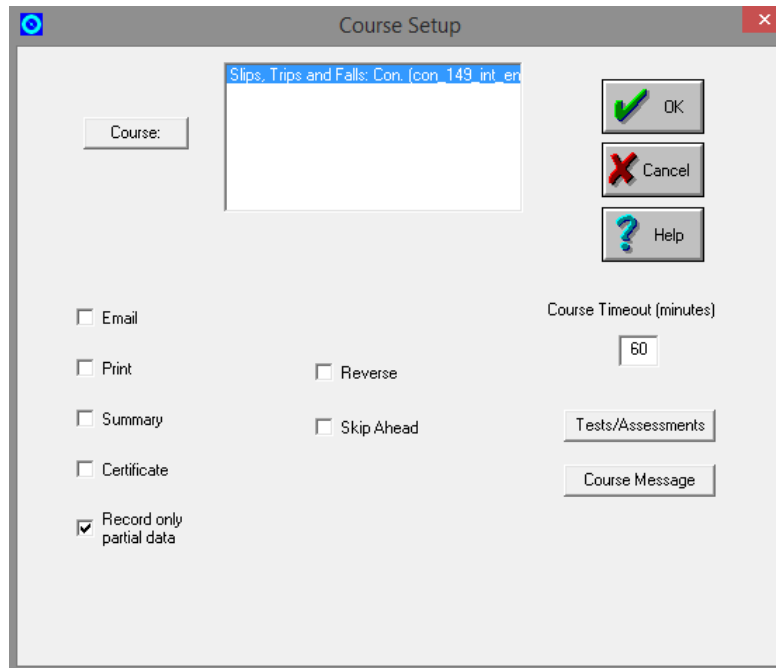 Course Setup
Slips, Trips and Falls: Con. (con_149_int_en
Course:
OK
Cancel
Help
Email
Print
Summary
Certificate
Record only
partial data
Reverse
Skip Ahead
Course Timeout (minutes)
60
Tests/Assessments
Course Message